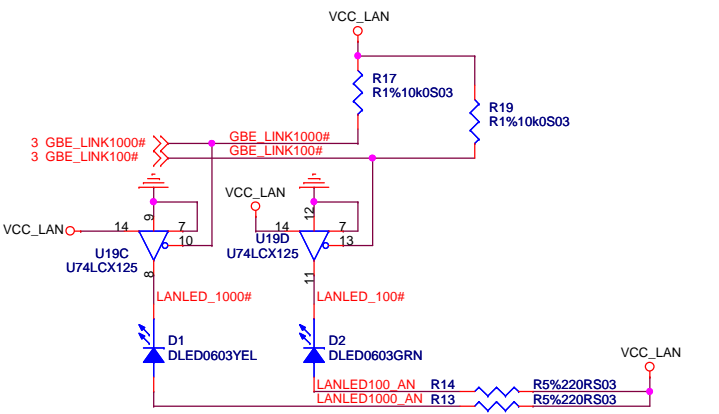 VCC_LAN
R17
R1%10k0S03
R19
R1%10k0S03
3 GBE_LINK1000#
GBE_LINK1000#
3 GBE_LINK100#
GBE_LINK100#
VCC_LAN
VCC_LAN
14
9
7
10
U19C
U74LCX125
8
14
12
7
13
U19D
U74LCX125
11
LANLED_1000#
LANLED_100#
D1
DLED0603YEL
D2
DLED0603GRN
VCC_LAN
LANLED100_AN R14 R5%220RS03
LANLED1000_AN R13 R5%220RS03